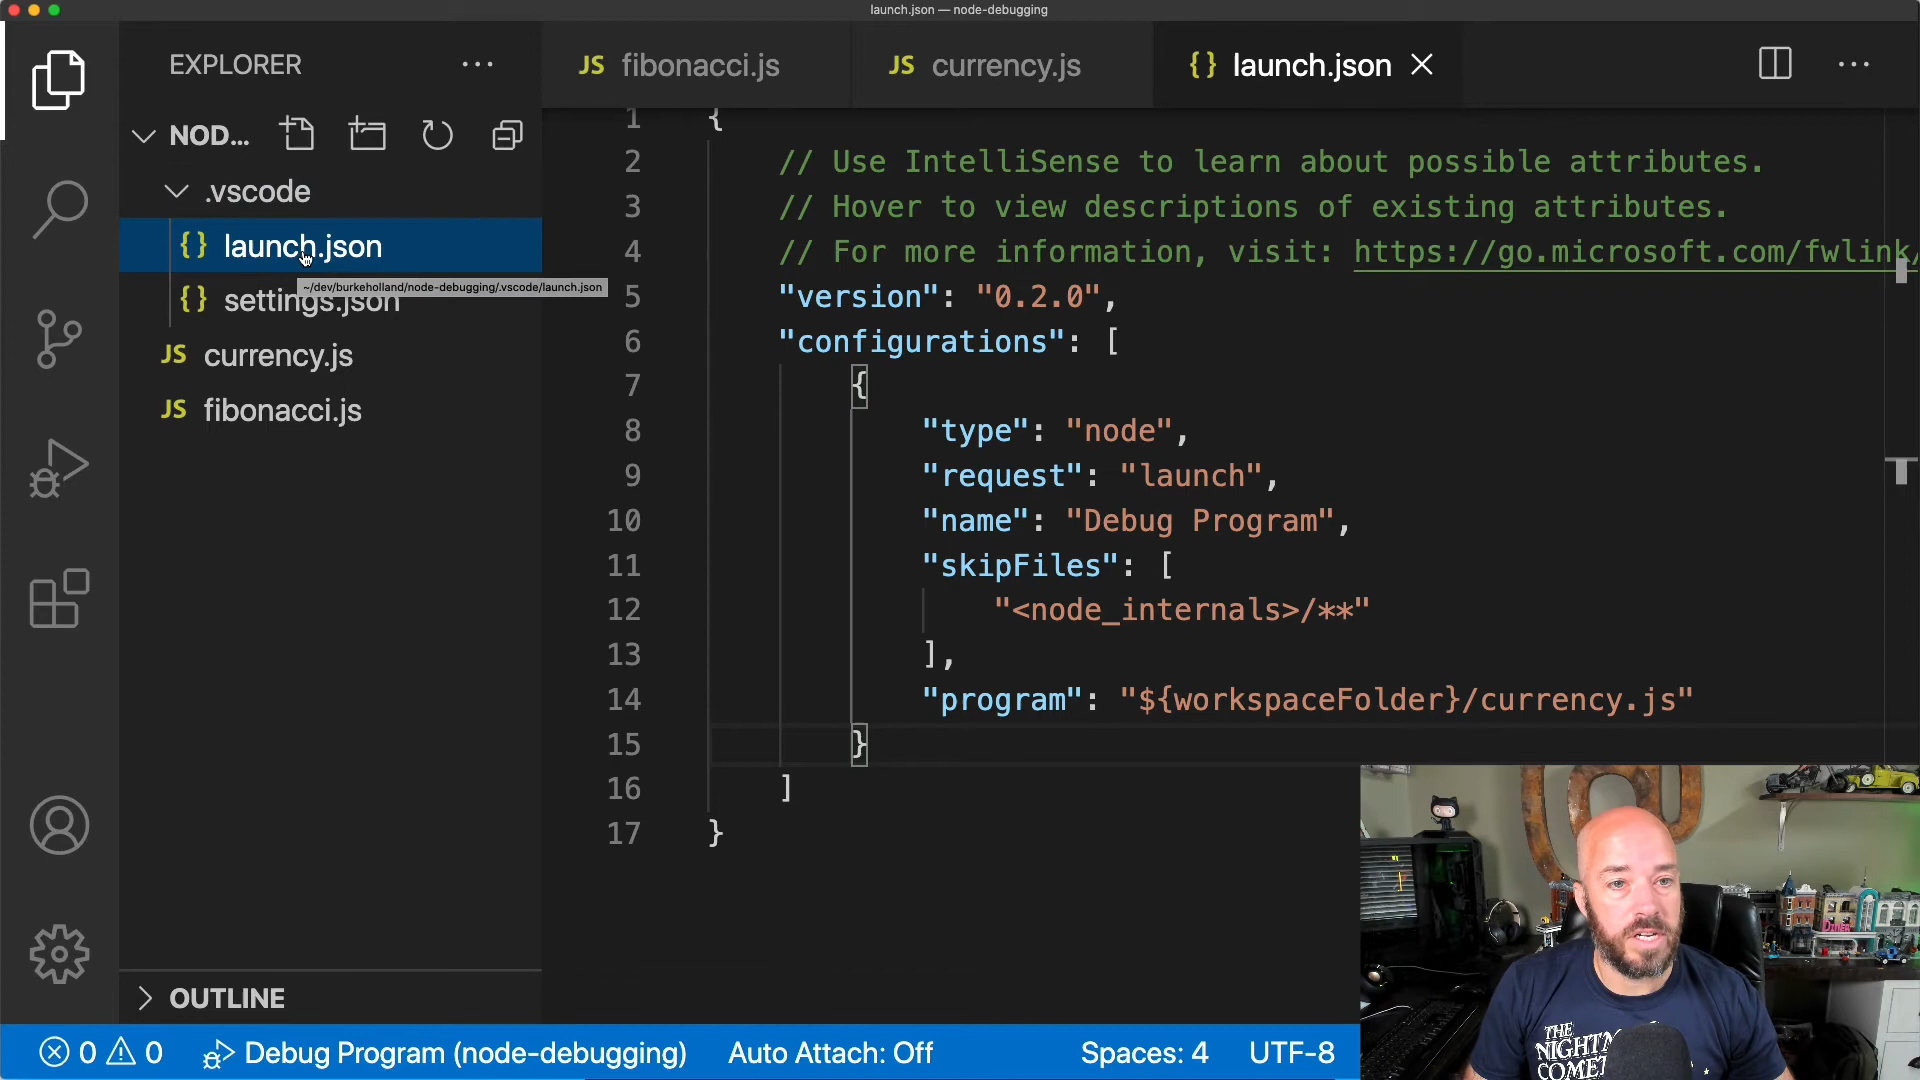 launch.json — node-debugging
EXPLORER
JS fibonacci.js
JS currency.js
{} launch.json
NOD...
.vscode
{} launch.json
~/dev/burkeholland/node-debugging/.vscode/launch.json
{} settings.json
JS currency.js
JS fibonacci.js
OUTLINE
1 {
2 // Use IntelliSense to learn about possible attributes.
3 // Hover to view descriptions of existing attributes.
4 // For more information, visit: https://go.microsoft.com/fwlink/
5 "version": "0.2.0",
6 "configurations": [
7 {
8 "type": "node",
9 "request": "launch",
10 "name": "Debug Program",
11 "skipFiles": [
12 "<node_internals>/**"
13 ],
14 "program": "${workspaceFolder}/currency.js"
15 }
16 ]
17 }
Diner
THE
COMET
0 0 Debug Program (node-debugging) Auto Attach: Off Spaces: 4 UTF-8